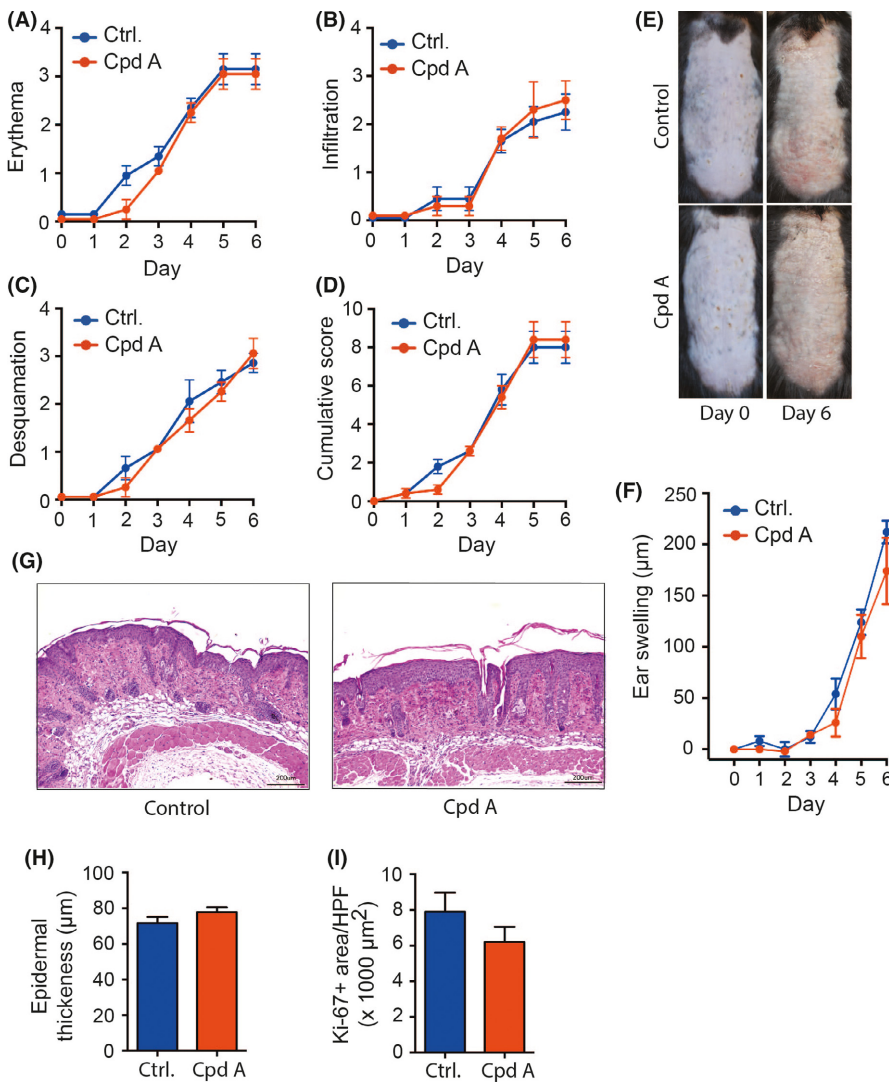 (A)
Ctrl.
Cpd A
Erythema
4
3
2
1
0
0 1 2 3 4 5 6
Day
(B)
Ctrl.
Cpd A
Infiltration
4
3
2
1
0
0 1 2 3 4 5 6
Day
(C)
Ctrl.
Cpd A
Desquamation
4
3
2
1
0
0 1 2 3 4 5 6
Day
(D)
Ctrl.
Cpd A
Cumulative score
10
8
6
4
2
0
0 1 2 3 4 5 6
Day
(E)
Control
Cpd A
Day 0 Day 6
(F)
Ctrl.
Cpd A
Ear swelling (µm)
250
200
150
100
50
0
0 1 2 3 4 5 6
Day
(G)
200um
200um
Control
Cpd A
(H)
Epidermal
thickeness (µm)
100
80
60
40
20
0
Ctrl. Cpd A
(I)
Ki-67+ area/HPF
(x 1000 µm²)
10
8
6
4
2
0
Ctrl. Cpd A